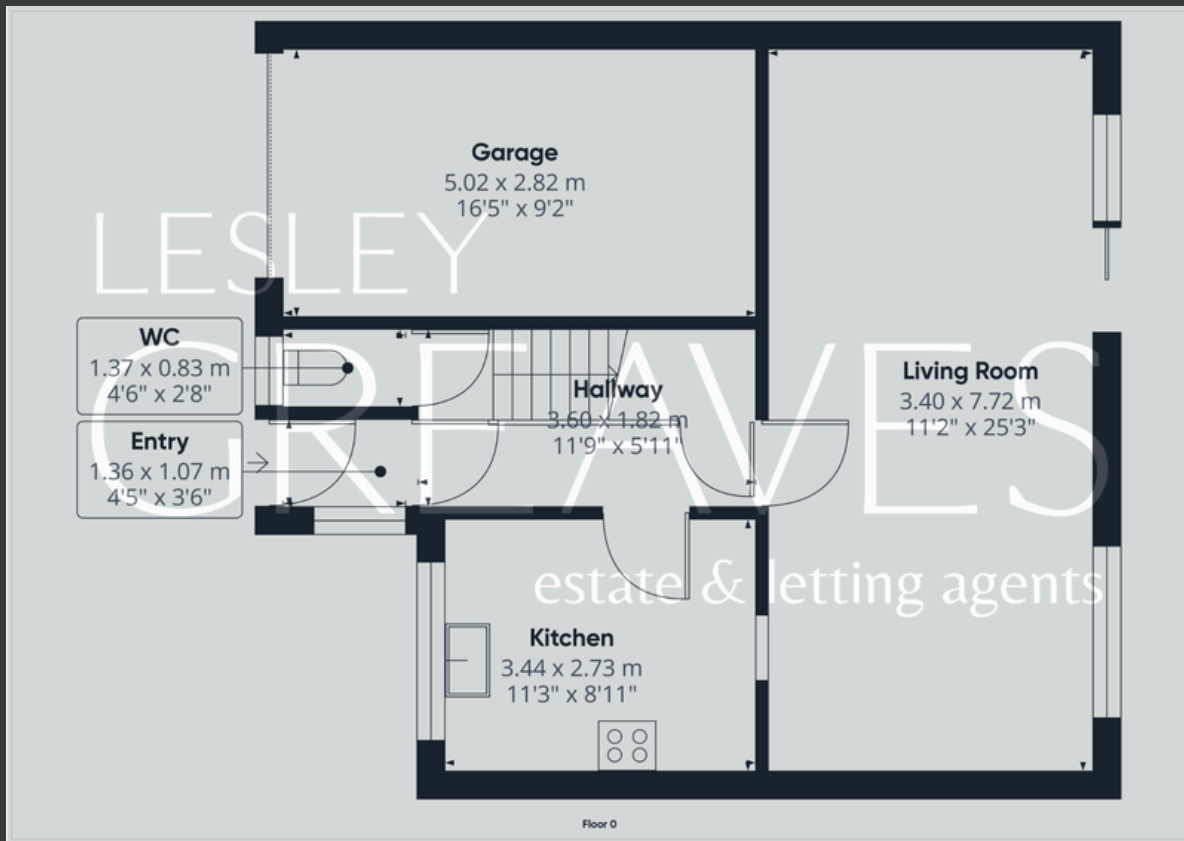 Garage
5.02 x 2.82 m
16'5" x 9'2"
LESLEY
WC
1.37 x 0.83 m
4'6" x 2'8"
GREAVES
Hallway
3.60 x 1.82 m
11'9" x 5'11"
Living Room
3.40 x 7.72 m
11'2" x 25'3"
Entry
1.36 x 1.07 m
4'5" x 3'6"
estate & letting agents
Kitchen
3.44 x 2.73 m
11'3" x 8'11"
Floor 0